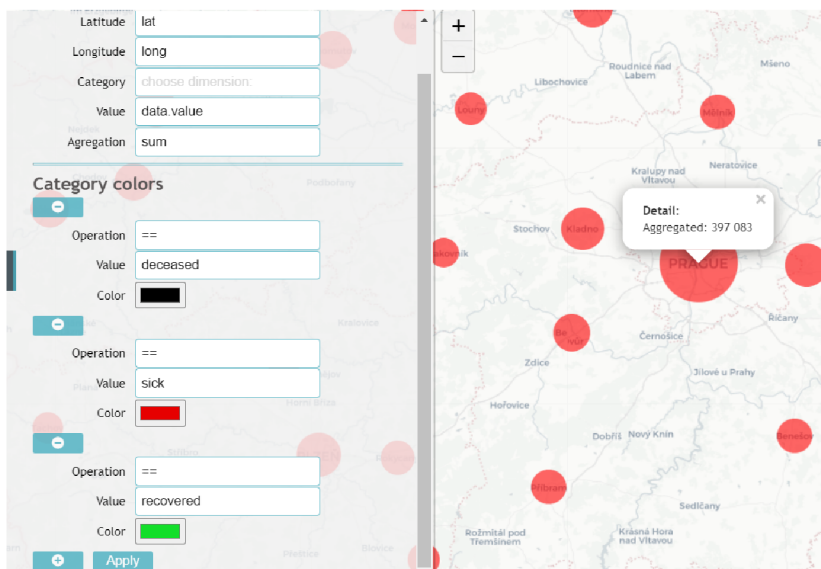 Latitude lat
Longitude long
Category choose dimension:
Value data.value
Agregation sum
Category colors
Operation ==
Value deceased
Color
Operation ==
Value sick
Color
Operation ==
Value recovered
Color
Apply
+
−
Roudnice nad
Labem
Mšeno
Libochovice
Louny
Mělník
Neratovice
Kralupy nad
Vltavou
×
Detail:
Aggregated: 397 083
Stochov
Kladno
PRAGUE
Říčany
Černošice
Zdice
Jílové u Prahy
Hořovice
Dobříš
Nový Knín
Benešov
Příbram
Sedlčany
Rožmitál pod
Třemšínem
Krásná Hora
nad Vltavou
Podbořany
Kralovice
Přeštice